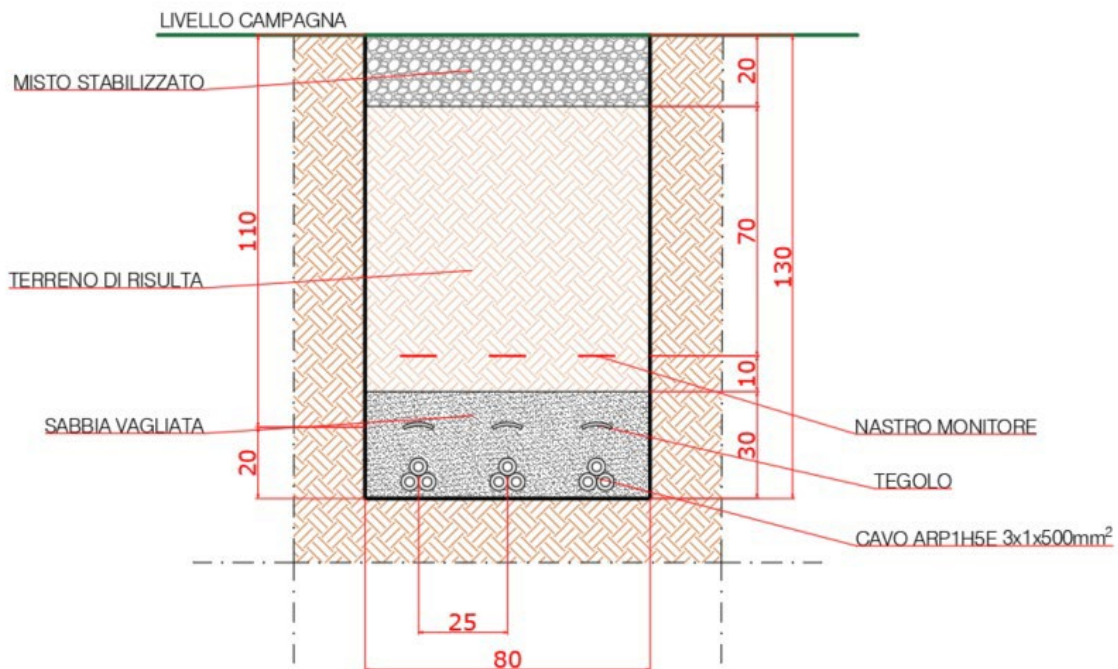 LIVELLO CAMPAGNA
MISTO STABILIZZATO
20
110
70
130
TERRENO DI RISULTA
10
SABBIA VAGLIATA
NASTRO MONITORE
20
30
TEGOLO
CAVO ARP1H5E 3x1x500mm²
25
80